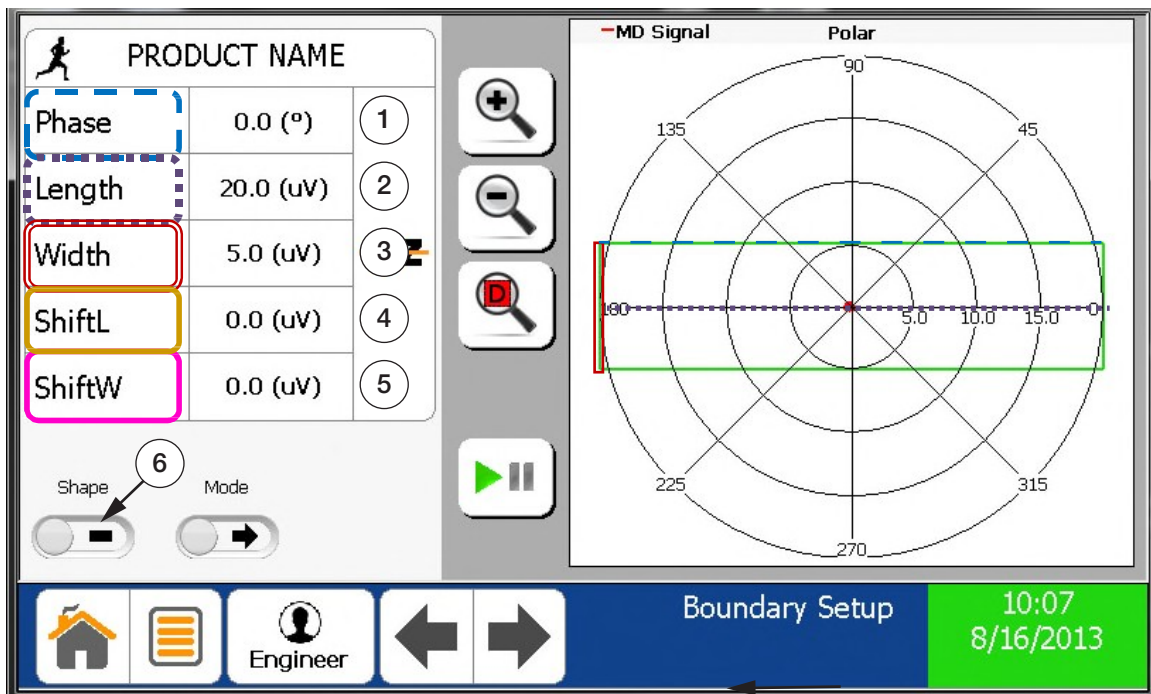 PRODUCT NAME
Phase 0.0 (º) 1
Length 20.0 (uV) 2
Width 5.0 (uV) 3
ShiftL 0.0 (uV) 4
ShiftW 0.0 (uV) 5
6
Shape Mode
D
MD Signal Polar
90
135 45
180 5.0 10.0 15.0 0
225 315
270
Engineer
Boundary Setup
10:07
8/16/2013